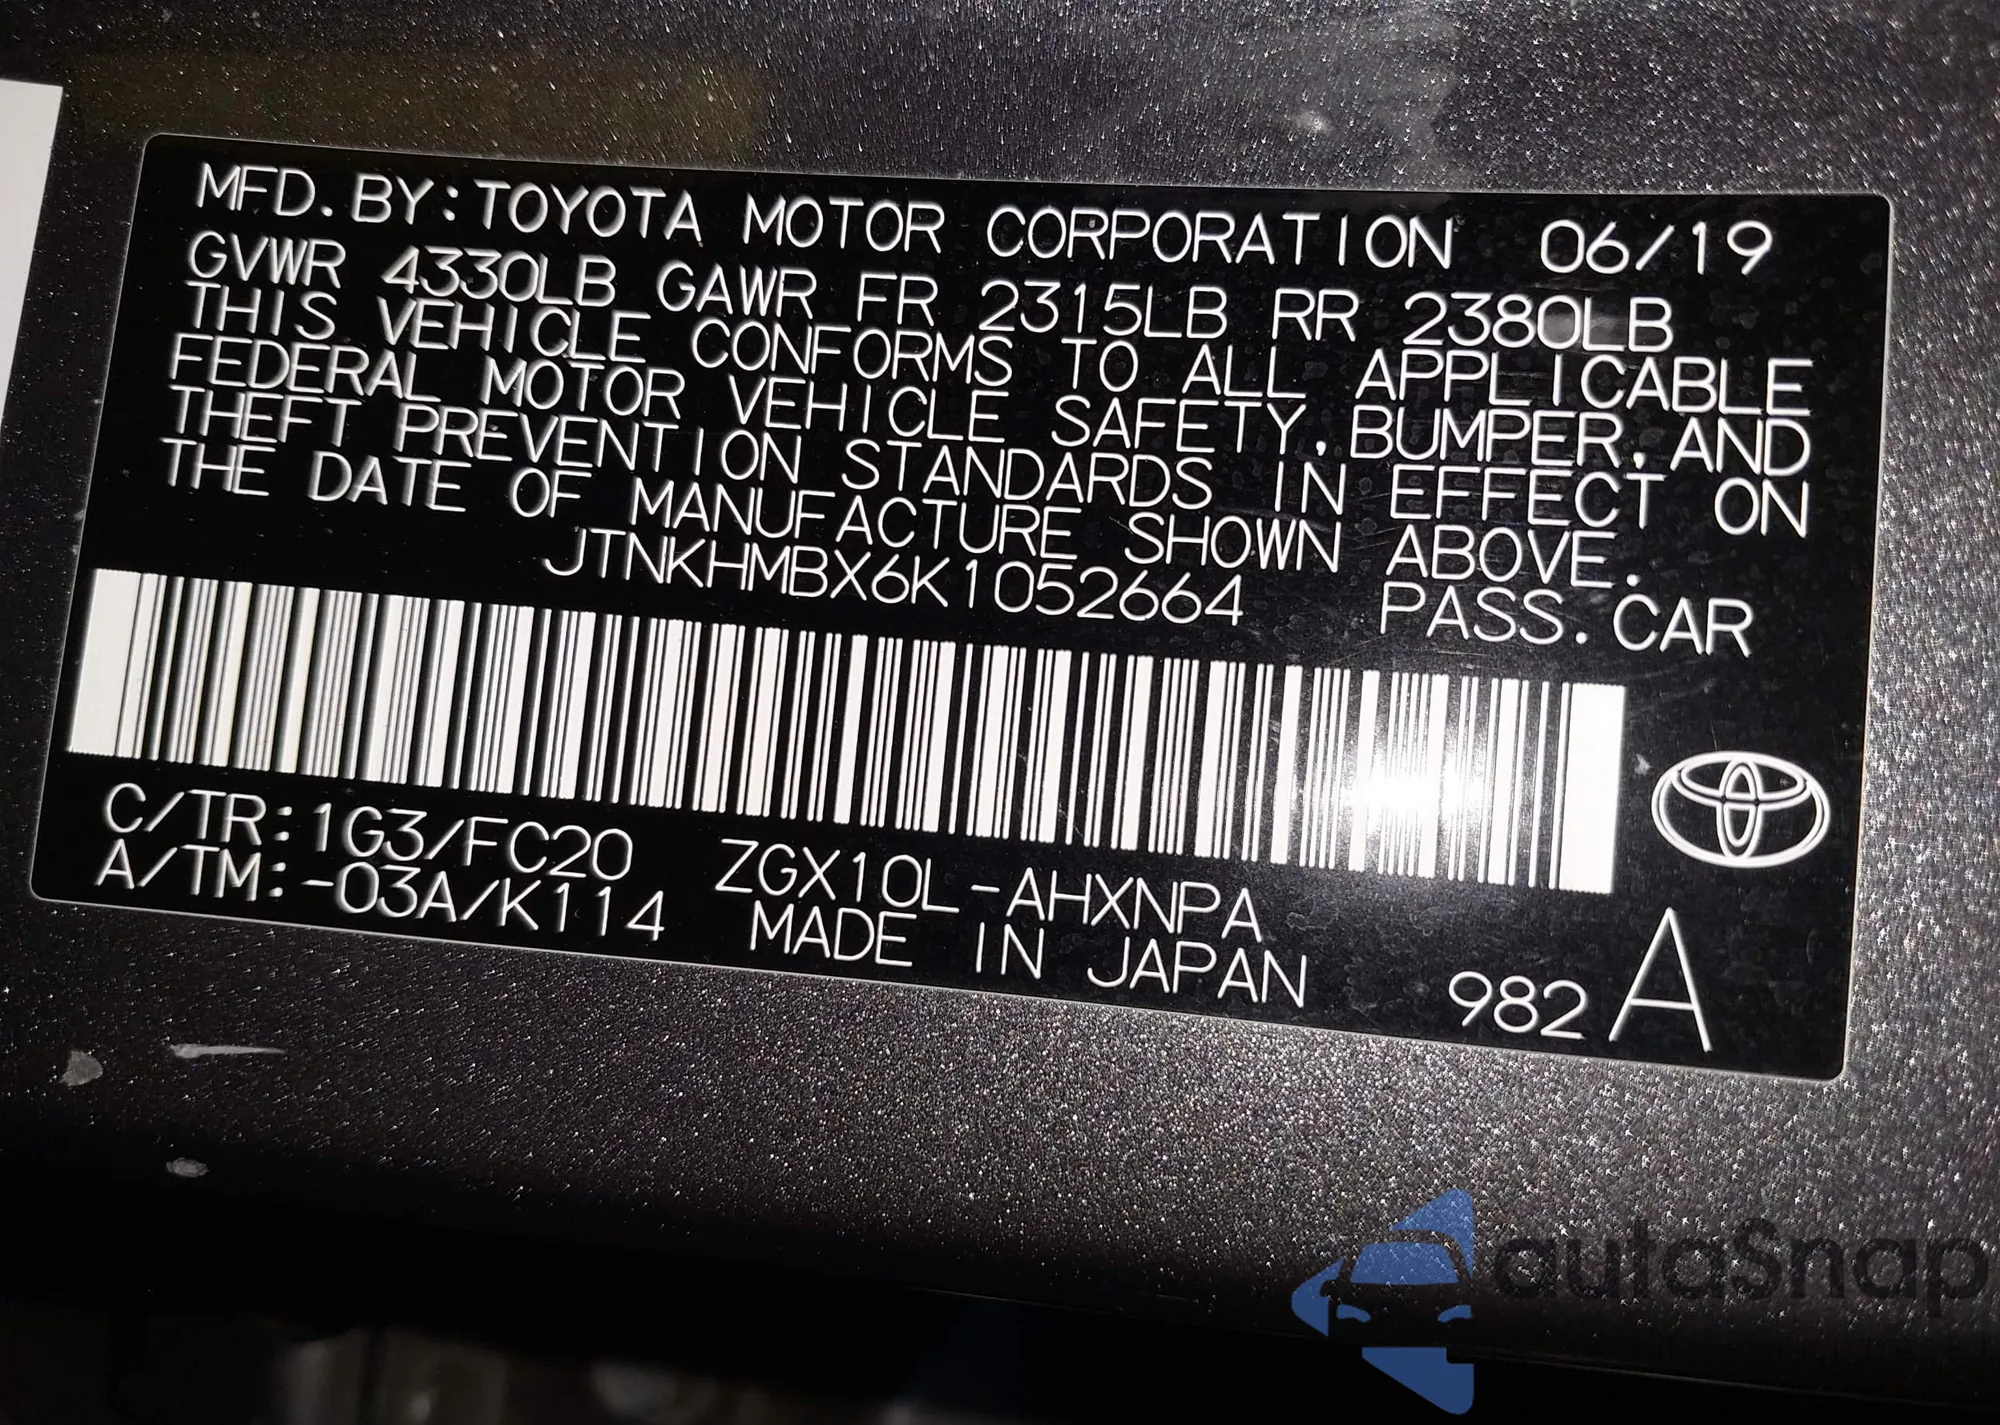 MFD.BY:TOYOTA MOTOR CORPORATION 06/19
GVWR 4330LB GAWR FR 2315LB RR 2380LB
THIS VEHICLE CONFORMS TO ALL APPLICABLE
FEDERAL MOTOR VEHICLE SAFETY,BUMPER,AND
THEFT PREVENTION STANDARDS IN EFFECT ON
THE DATE OF MANUFACTURE SHOWN ABOVE.
JTNKHMBX6K1052664 PASS.CAR
C/TR:1G3/FC20 ZGX10L-AHXNPA
A/TM:-03A/K114 MADE IN JAPAN 982 A
autaSnap